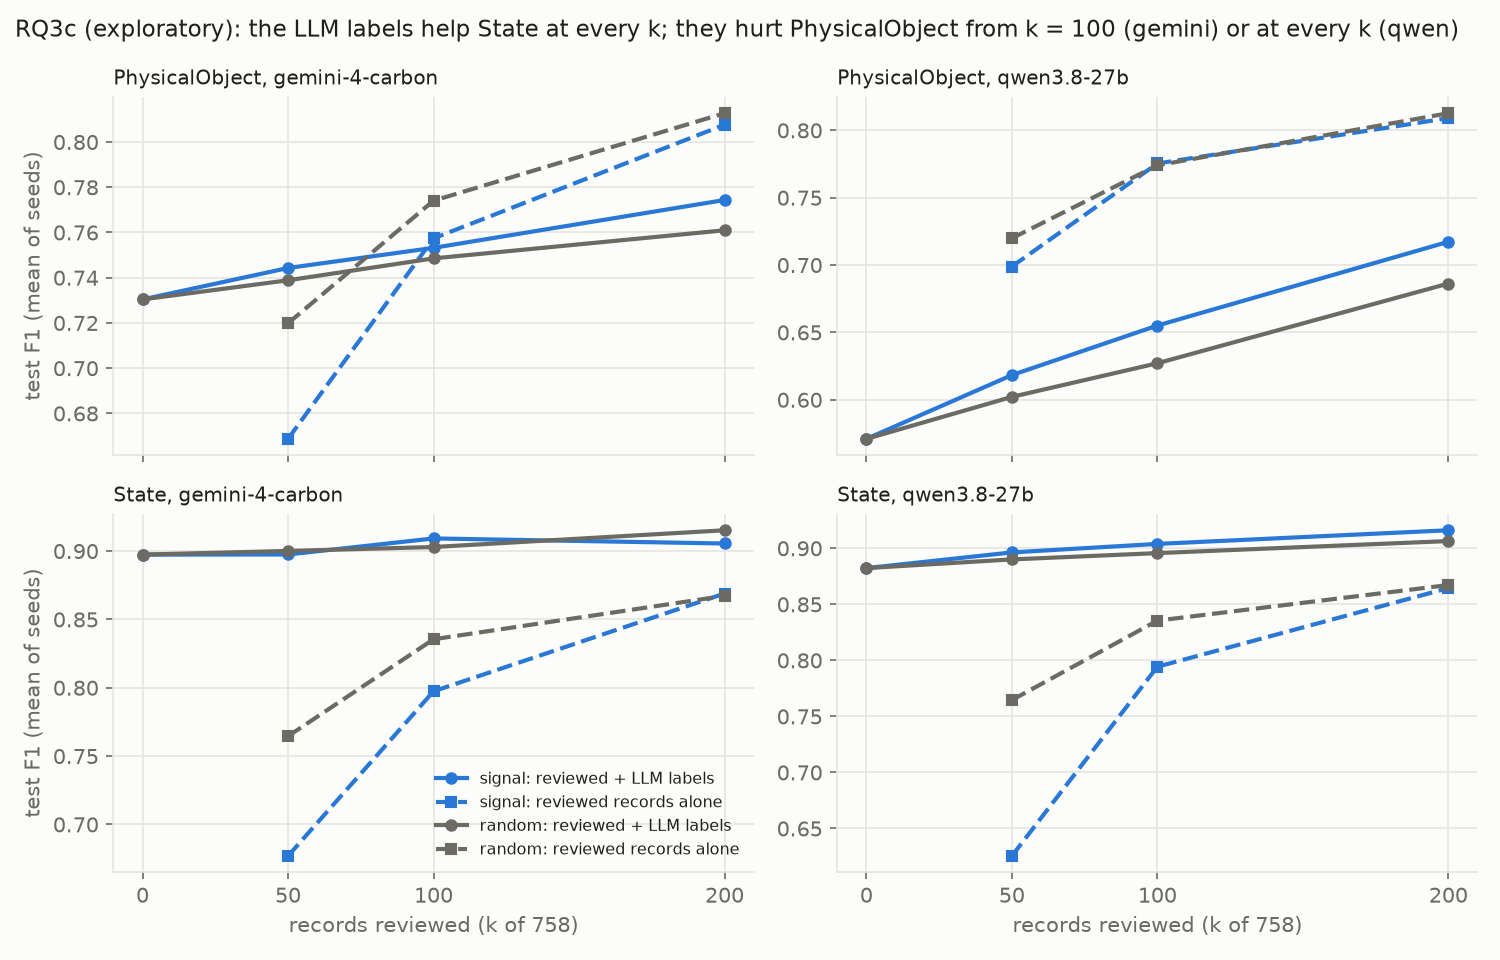 RQ3c (exploratory): the LLM labels help State at every k; they hurt PhysicalObject from k = 100 (gemini) or at every k (qwen)
PhysicalObject, gemini-4-carbon
0.80
0.78
0.76
0.74
0.72
0.70
0.68
test F1 (mean of seeds)
PhysicalObject, qwen3.8-27b
0.80
0.75
0.70
0.65
0.60
State, gemini-4-carbon
0.90
0.85
0.80
0.75
0.70
test F1 (mean of seeds)
signal: reviewed + LLM labels
signal: reviewed records alone
random: reviewed + LLM labels
random: reviewed records alone
0 50 100 200
records reviewed (k of 758)
State, qwen3.8-27b
0.90
0.85
0.80
0.75
0.70
0.65
0 50 100 200
records reviewed (k of 758)